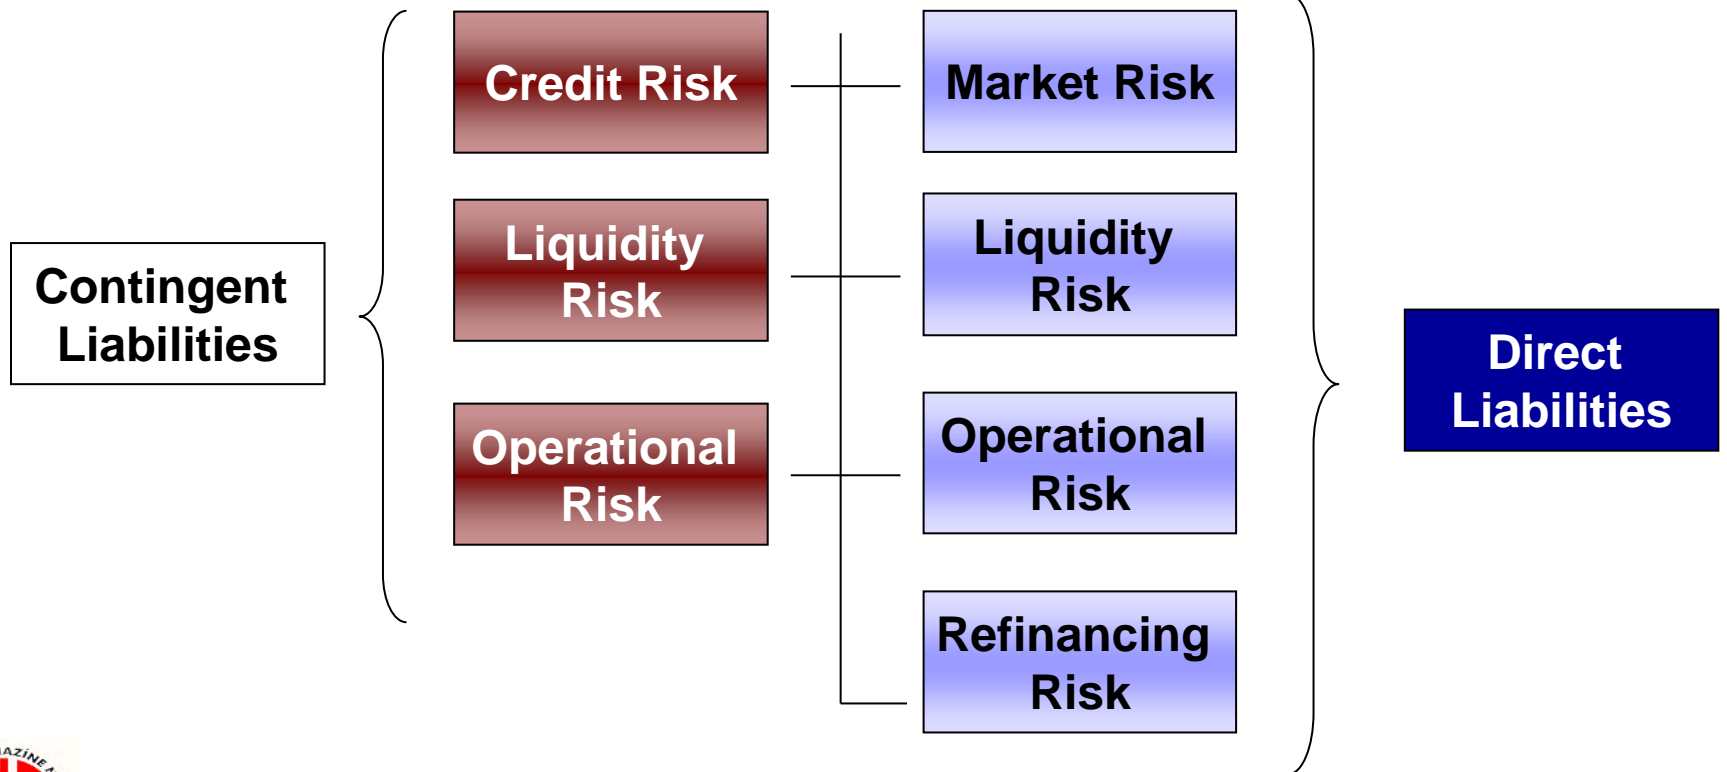 Credit Risk
Market Risk
Liquidity
Risk
Liquidity
Risk
Contingent
Liabilities
Direct
Liabilities
Operational
Risk
Operational
Risk
Refinancing
Risk